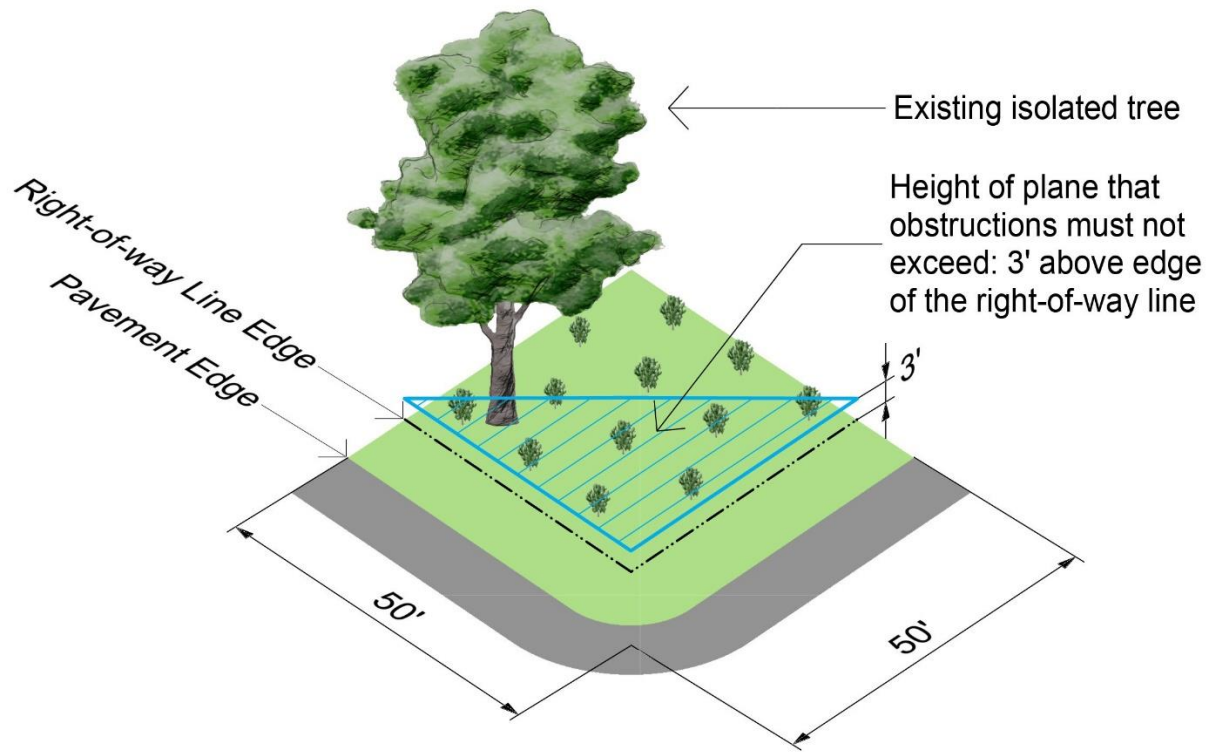 Existing isolated tree
Height of plane that
obstructions must not
exceed: 3' above edge
of the right-of-way line
Right-of-way Line Edge
Pavement Edge
3'
50'
50'